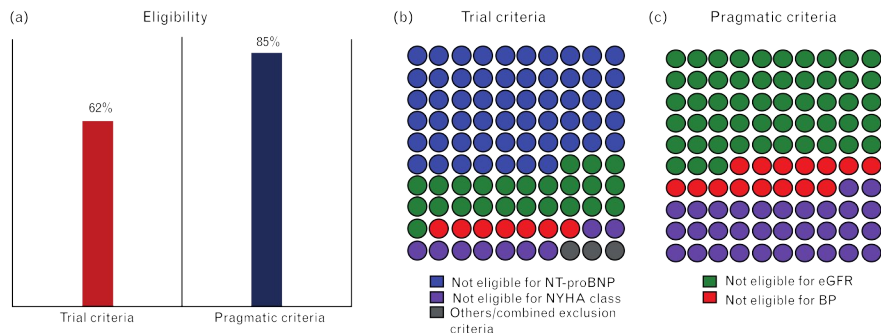 (a)
Eligibility
85%
62%
Trial criteria
Pragmatic criteria
(b)
Trial criteria
Not eligible for NT-proBNP
Not eligible for NYHA class
Others/combined exclusion
criteria
(c)
Pragmatic criteria
Not eligible for eGFR
Not eligible for BP